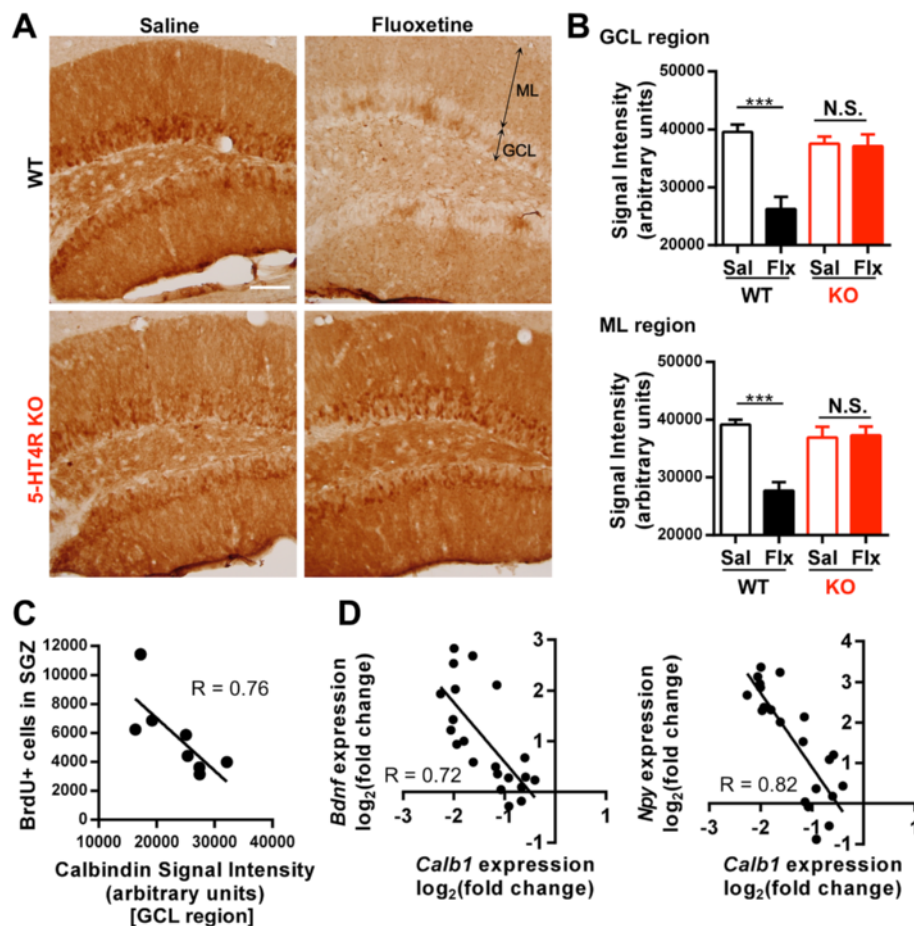 A
Saline
Fluoxetine
WT
ML
GCL
5-HT4R KO
B
GCL region
Signal Intensity
(arbitrary units)
50000
40000
30000
20000
***
N.S.
Sal Flx Sal Flx
WT KO
ML region
Signal Intensity
(arbitrary units)
50000
40000
30000
20000
***
N.S.
Sal Flx Sal Flx
WT KO
C
BrdU+ cells in SGZ
12000
10000
8000
6000
4000
2000
0
R = 0.76
10000 20000 30000 40000
Calbindin Signal Intensity
(arbitrary units)
[GCL region]
D
Bdnf expression
log₂(fold change)
3
2
1
-1
R = 0.72
-3 -2 -1 1
Calb1 expression
log₂(fold change)
Npy expression
log₂(fold change)
4
3
2
1
-1
R = 0.82
-3 -2 -1 1
Calb1 expression
log₂(fold change)